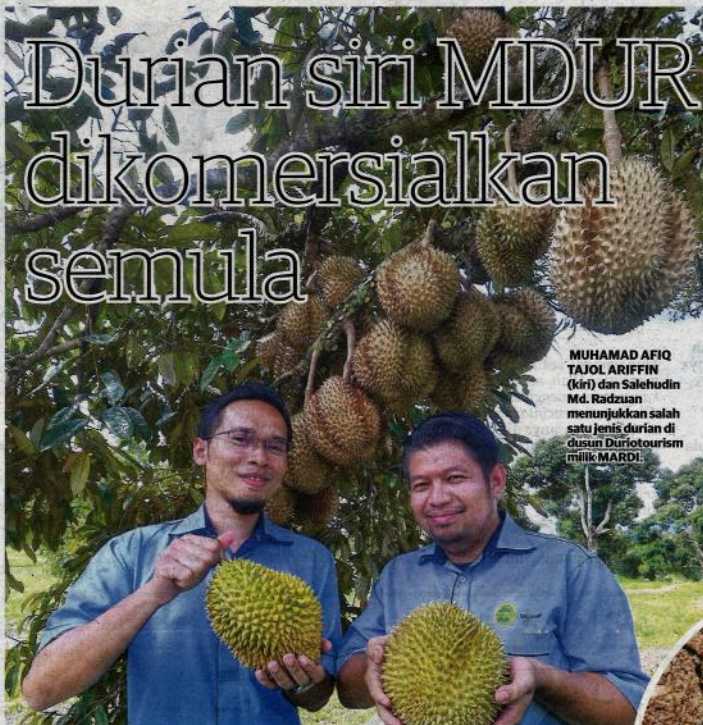 Durian siri MDUR
dikomersialkan
semula
MUHAMAD AFIQ
TAJOL ARIFFIN
(kiri) dan Salehudin
Md. Radzuan
menunjukkan salah
satu jenis durian di
dusun Duriotourism
milik MARDI.